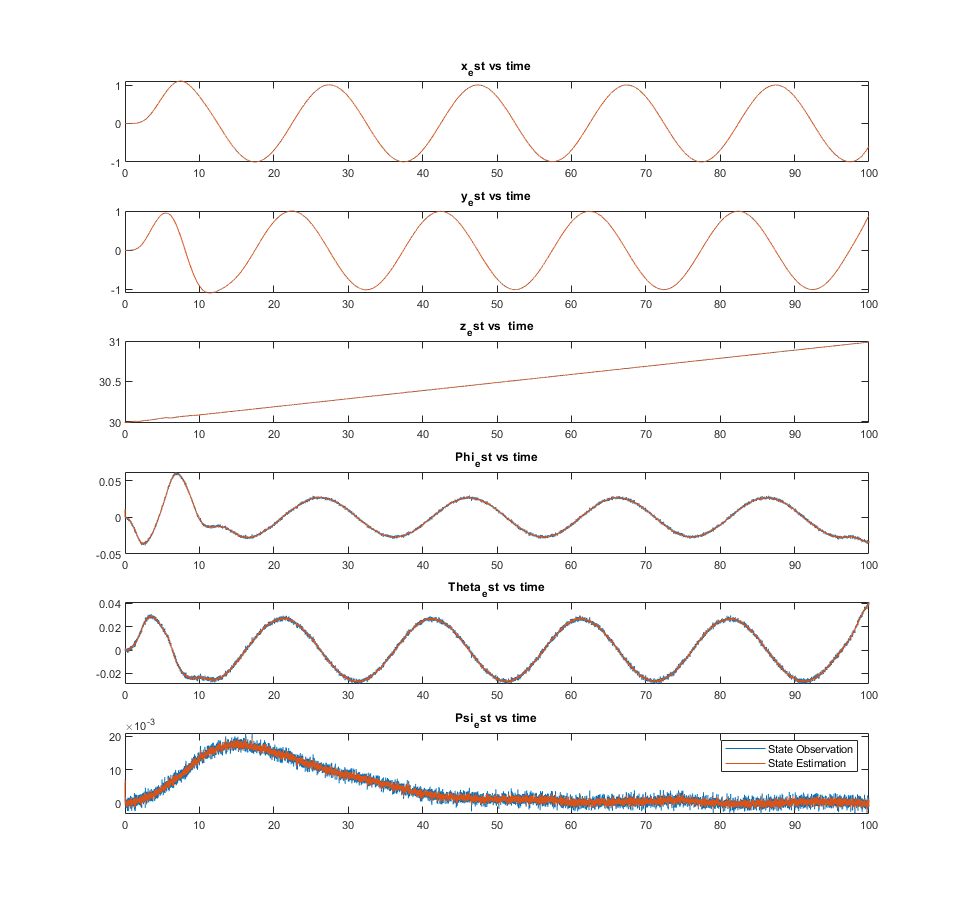 x_est vs time
1
0
-1
0 10 20 30 40 50 60 70 80 90 100
y_est vs time
1
0
-1
0 10 20 30 40 50 60 70 80 90 100
z_est vs  time
31
30.5
30
0 10 20 30 40 50 60 70 80 90 100
Phi_est vs time
0.05
0
-0.05
0 10 20 30 40 50 60 70 80 90 100
Theta_est vs time
0.04
0.02
0
-0.02
0 10 20 30 40 50 60 70 80 90 100
Psi_est vs time
×10^-3
20
10
0
State Observation
State Estimation
0 10 20 30 40 50 60 70 80 90 100